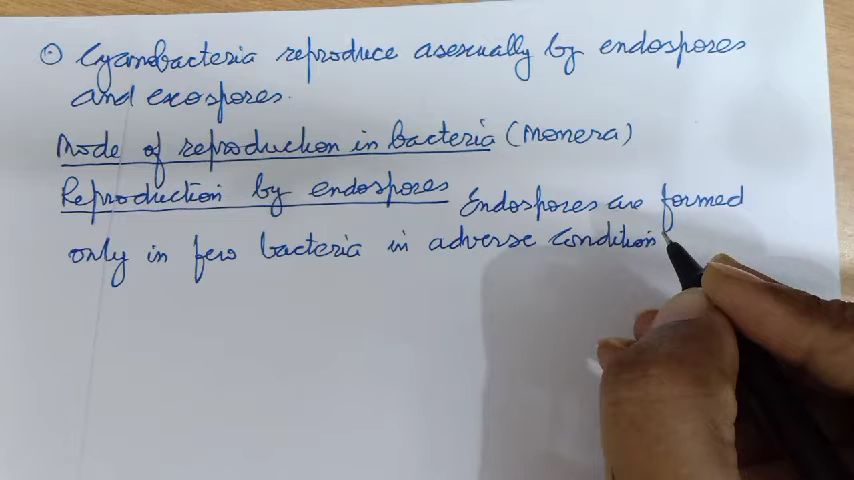 ⊙ Cyanobacteria reproduce asexually by endospores
and exospores.
Mode of reproduction in bacteria (Monera)
Reproduction by endospores Endospores are formed
only in few bacteria in adverse condition